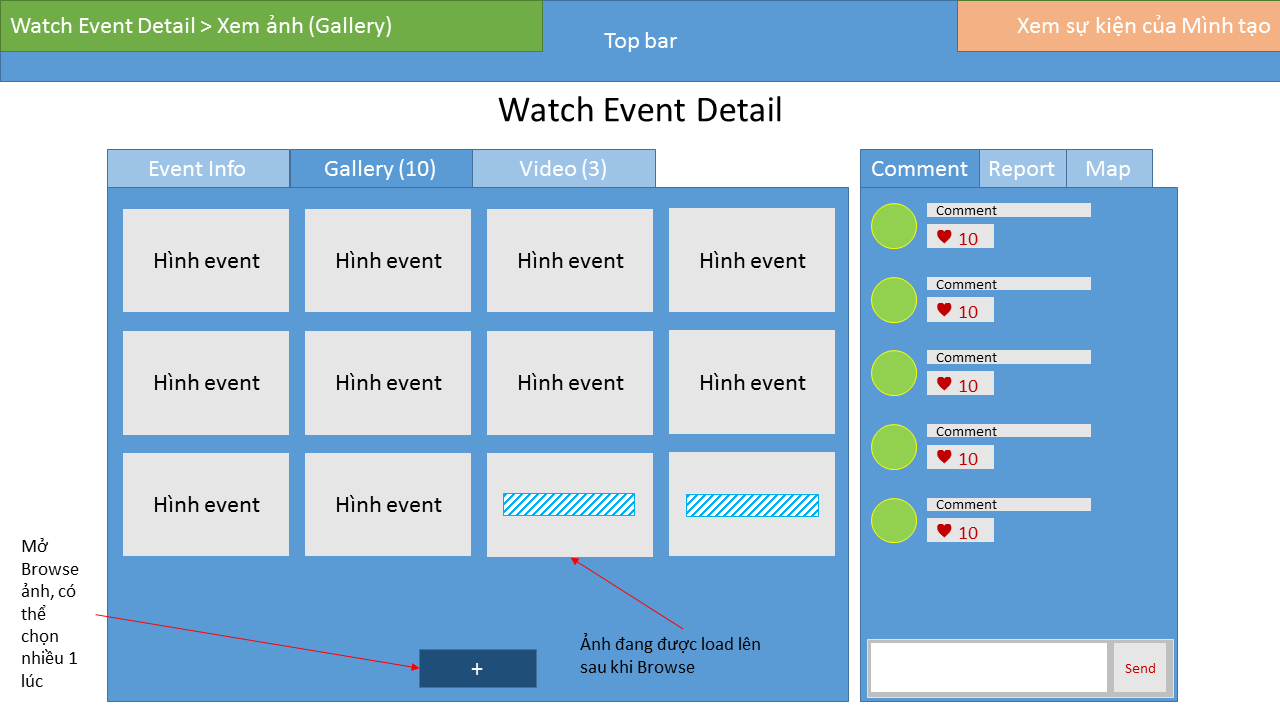 Watch Event Detail > Xem ảnh (Gallery)
Top bar
Xem sự kiện của Mình tạo
Watch Event Detail
Event Info
Gallery (10)
Video (3)
Hình event
Hình event
Hình event
Hình event
Hình event
Hình event
Hình event
Hình event
Hình event
Hình event
Mở
Browse
ảnh, có
thể
chọn
nhiều 1
lúc
+
Ảnh đang được load lên
sau khi Browse
Comment
Report
Map
Comment
10
Comment
10
Comment
10
Comment
10
Comment
10
Send